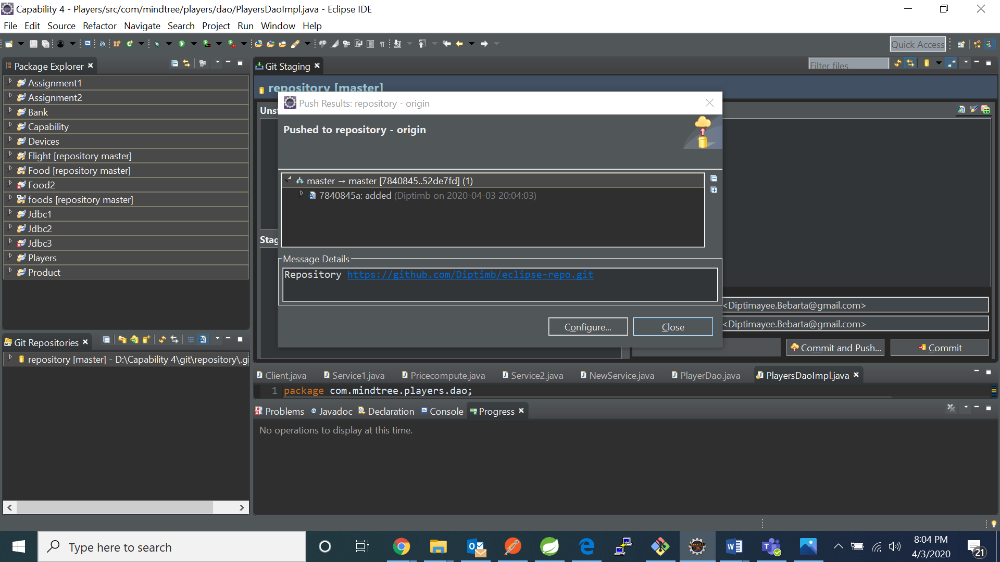 Capability 4 - Players/src/com/mindtree/players/dao/PlayersDaoImpl.java - Eclipse IDE
File Edit Source Refactor Navigate Search Project Run Window Help
Quick Access
Package Explorer
Assignment1
Assignment2
Bank
Capability
Devices
Flight [repository master]
Food [repository master]
Food2
foods [repository master]
Jdbc1
Jdbc2
Jdbc3
Players
Product
Git Repositories
repository [master] - D:\Capability 4\git\repository\.gi
Git Staging
Filter files
repository [master]
Uns
Stag
Push Results: repository - origin
Pushed to repository - origin
master → master [7840845..52de7fd] (1)
7840845a: added (Diptimb on 2020-04-03 20:04:03)
Message Details
Repository https://github.com/Diptimb/eclipse-repo.git
Configure... Close
<Diptimayee.Bebarta@gmail.com>
<Diptimayee.Bebarta@gmail.com>
Commit and Push... Commit
Client.java Service1.java Pricecompute.java Service2.java NewService.java PlayerDao.java PlayersDaoImpl.java
1 package com.mindtree.players.dao;
Problems Javadoc Declaration Console Progress
No operations to display at this time.
Type here to search
8:04 PM
4/3/2020
21